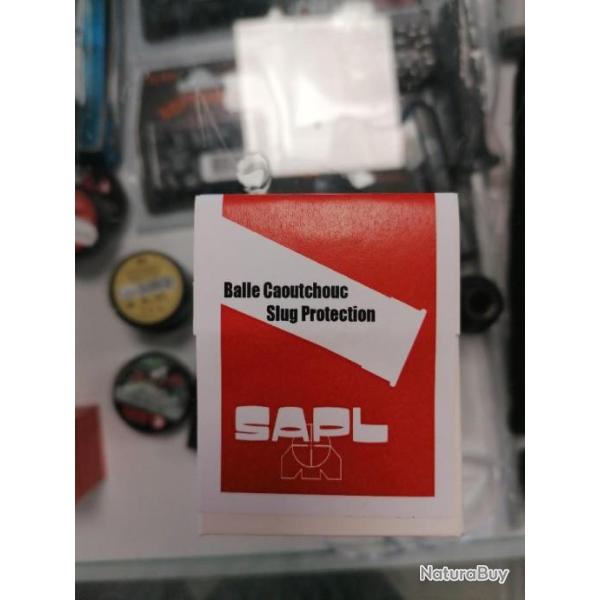 Balle Caoutchouc
Slug Protection
SAPL
NaturaBuy